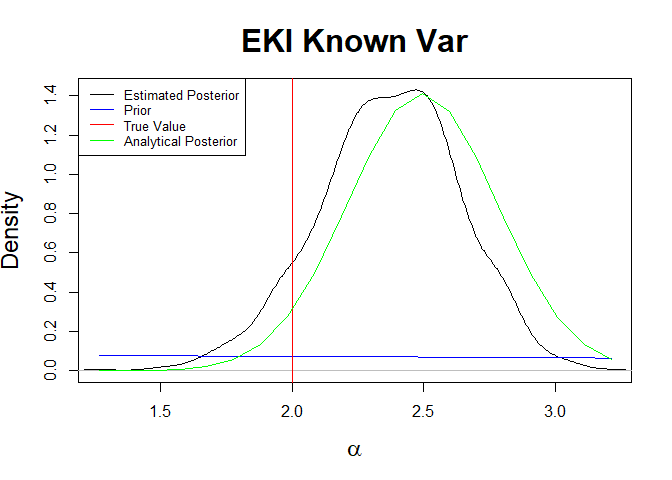 EKI Known Var
Estimated Posterior
Prior
True Value
Analytical Posterior
Density
1.4
1.2
1.0
0.8
0.6
0.4
0.2
0.0
1.5 2.0 2.5 3.0
α